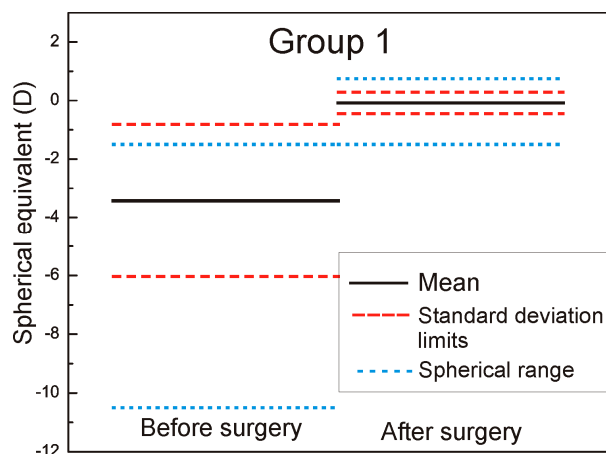 Group 1
Spherical equivalent (D)
2
0
-2
-4
-6
-8
-10
-12
Mean
Standard deviation
limits
Spherical range
Before surgery
After surgery